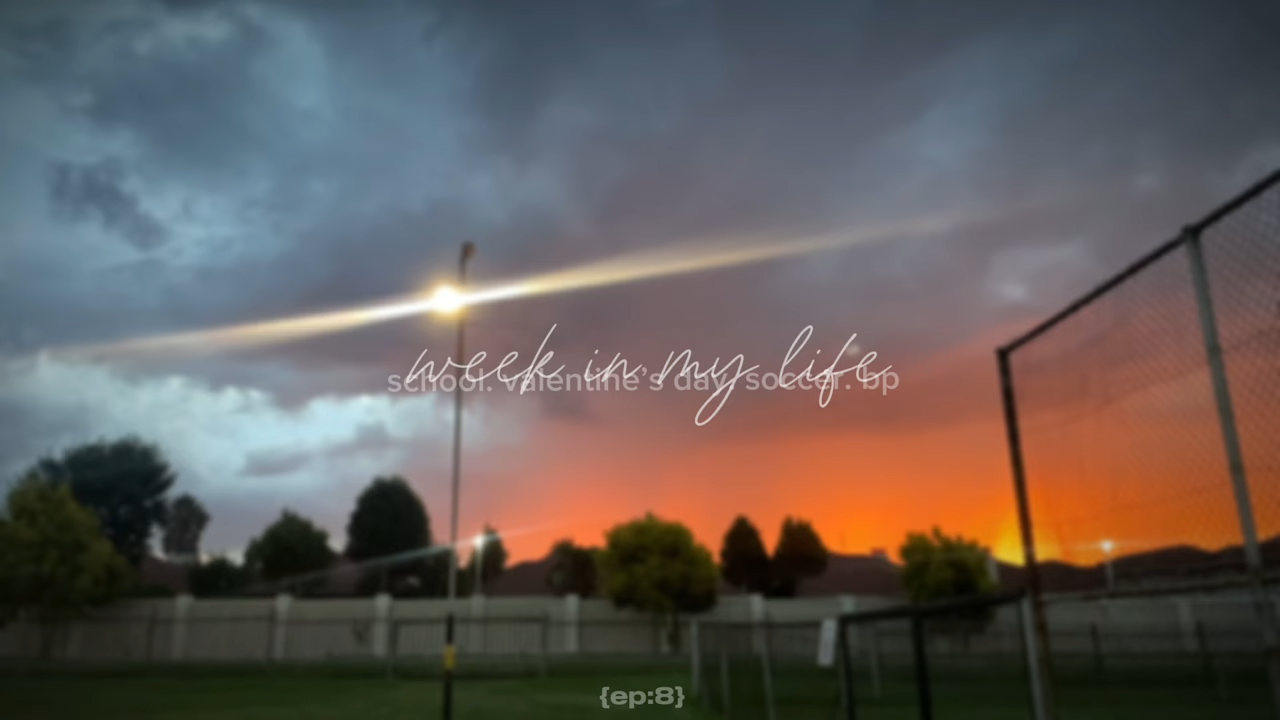 week in my life
school. valentine's day. soccer. bp
{ep:8}